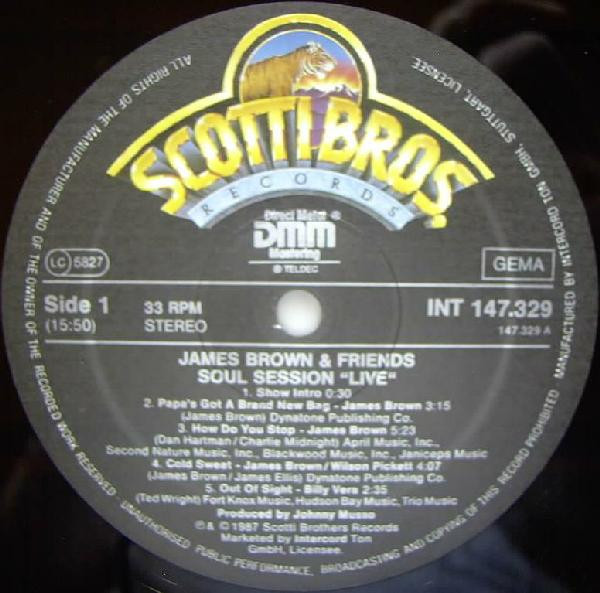 SCOTTI BROS.
RECORDS
Direct Metal
DMM
Mastering
℗ TELDEC
LC 5827
GEMA
Side 1
(15:50)
33 RPM
STEREO
INT 147.329
147.329 A
JAMES BROWN & FRIENDS
SOUL SESSION "LIVE"
1. Show Intro 0:30
2. Papa's Got A Brand New Bag - James Brown 3:15
(James Brown) Dynatone Publishing Co.
3. How Do You Stop - James Brown 5:23
(Dan Hartman/Charlie Midnight) April Music, Inc.,
Second Nature Music, Inc., Blackwood Music, Inc., Janiceps Music
4. Cold Sweat - James Brown/Wilson Pickett 4:07
(James Brown/James Ellis) Dynatone Publishing Co.
5. Out Of Sight - Billy Vera 2:35
(Ted Wright) Fort Knox Music, Hudson Bay Music, Trio Music
Produced by Johnny Musso
℗ & © 1987 Scotti Brothers Records
Marketed by Intercord Ton
GmbH, Licensee.
ALL RIGHTS OF THE MANUFACTURER AND OF THE OWNER OF THE RECORDED WORK RESERVED · UNAUTHORISED PUBLIC PERFORMANCE, BROADCASTING AND COPYING OF THIS RECORD PROHIBITED · MANUFACTURED BY INTERCORD TON GMBH, STUTTGART, LICENSEE